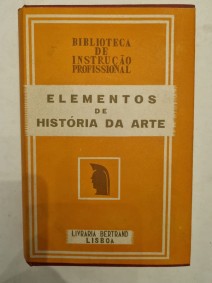 BIBLIOTECA
DE
INSTRUÇÃO
PROFISSIONAL
ELEMENTOS
DE
HISTÓRIA DA ARTE
LIVRARIA BERTRAND
LISBOA